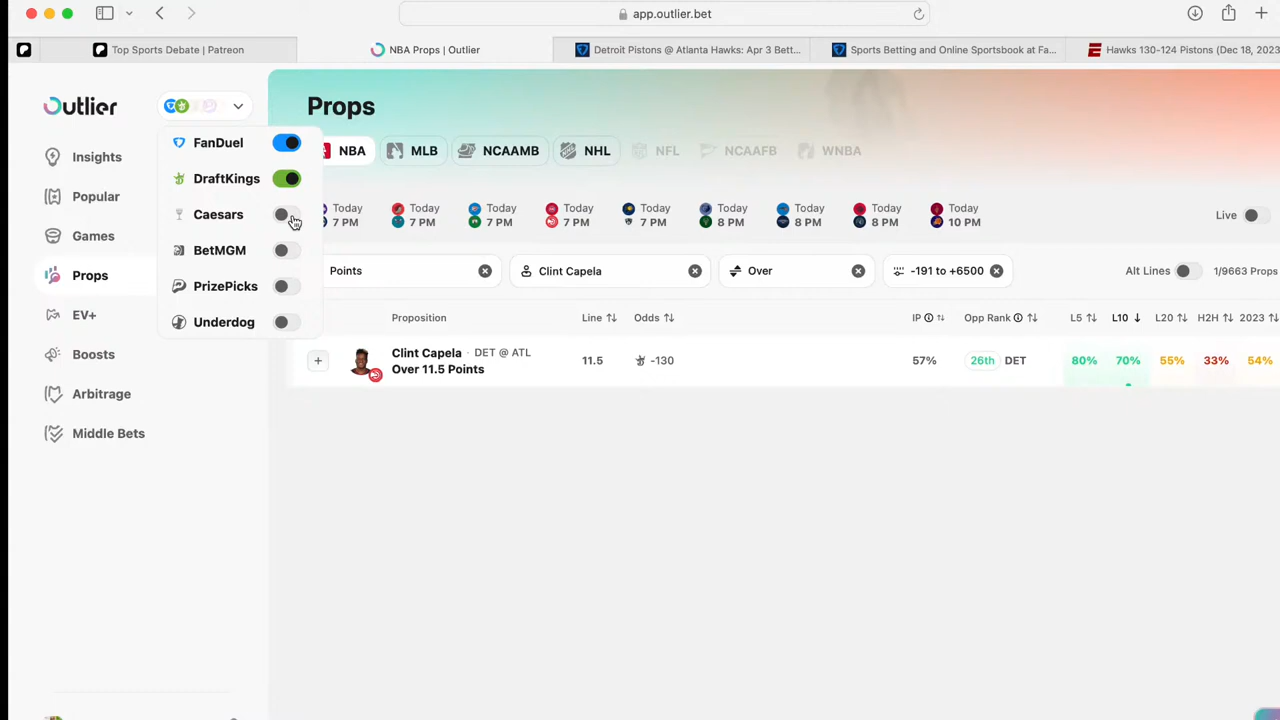 app.outlier.bet
Top Sports Debate | Patreon
NBA Props | Outlier
Detroit Pistons @ Atlanta Hawks: Apr 3 Bett...
Sports Betting and Online Sportsbook at Fa...
Hawks 130-124 Pistons (Dec 18, 2023
Outlier
Props
FanDuel
DraftKings
Caesars
BetMGM
PrizePicks
Underdog
Insights
Popular
Games
Props
EV+
Boosts
Arbitrage
Middle Bets
NBA
MLB
NCAAMB
NHL
NFL
NCAAFB
WNBA
Today
7 PM
Today
7 PM
Today
7 PM
Today
7 PM
Today
7 PM
Today
8 PM
Today
8 PM
Today
8 PM
Today
10 PM
Live
Points
Clint Capela
Over
-191 to +6500
Alt Lines
1/9663 Props
Proposition
Line
Odds
IP
Opp Rank
L5
L10
L20
H2H
2023
Clint Capela · DET @ ATL
Over 11.5 Points
11.5
-130
57%
26th
DET
80%
70%
55%
33%
54%